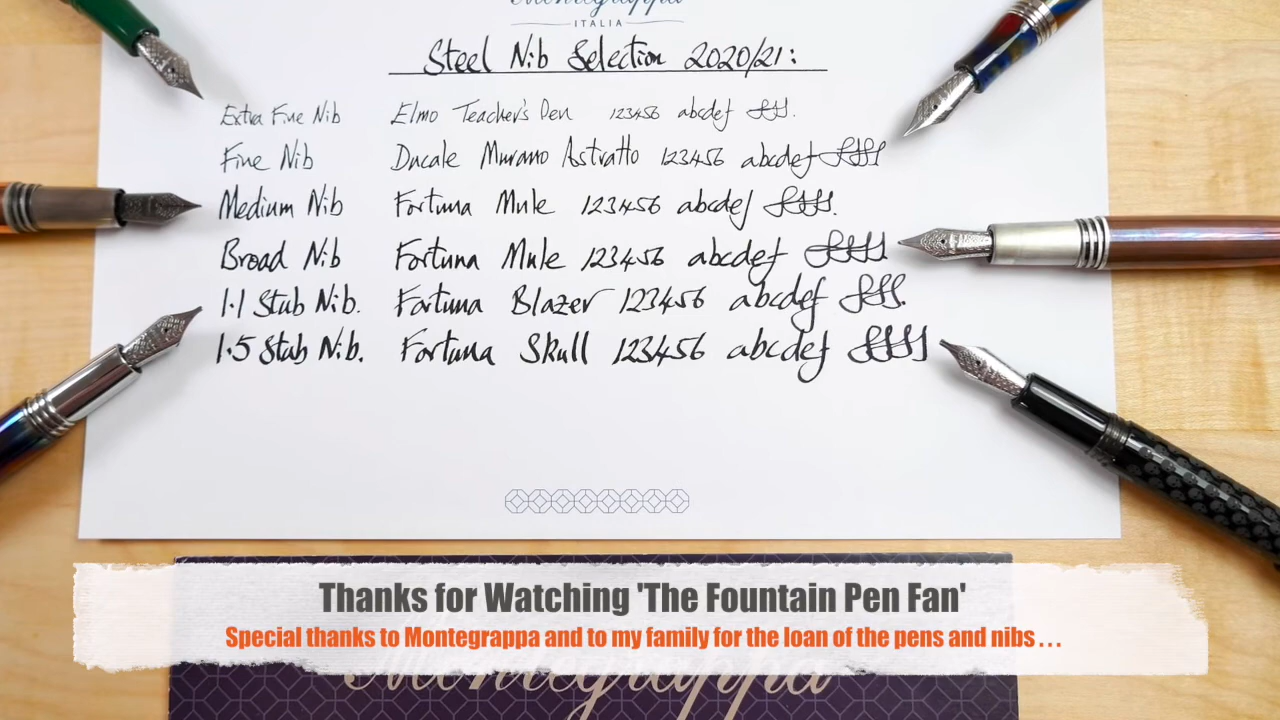 Montegrappa
ITALIA
Steel Nib Selection 2020/21:
Extra Fine Nib Elmo Teacher's Pen 123456 abcdef
Fine Nib Ducale Murano Astratto 123456 abcdef
Medium Nib Fortuna Mule 123456 abcdef
Broad Nib Fortuna Mule 123456 abcdef
1.1 Stub Nib. Fortuna Blazer 123456 abcdef
1.5 Stub Nib. Fortuna Skull 123456 abcdef
Thanks for Watching 'The Fountain Pen Fan'
Special thanks to Montegrappa and to my family for the loan of the pens and nibs . . .
Montegrappa